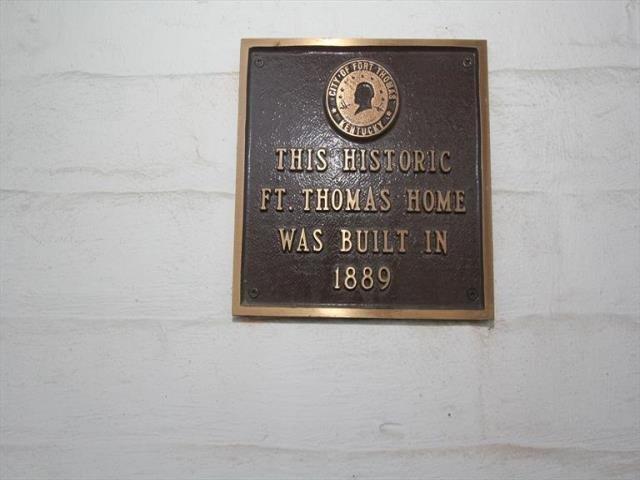 CITY OF FORT THOMAS
KENTUCKY
THIS HISTORIC
FT. THOMAS HOME
WAS BUILT IN
1889